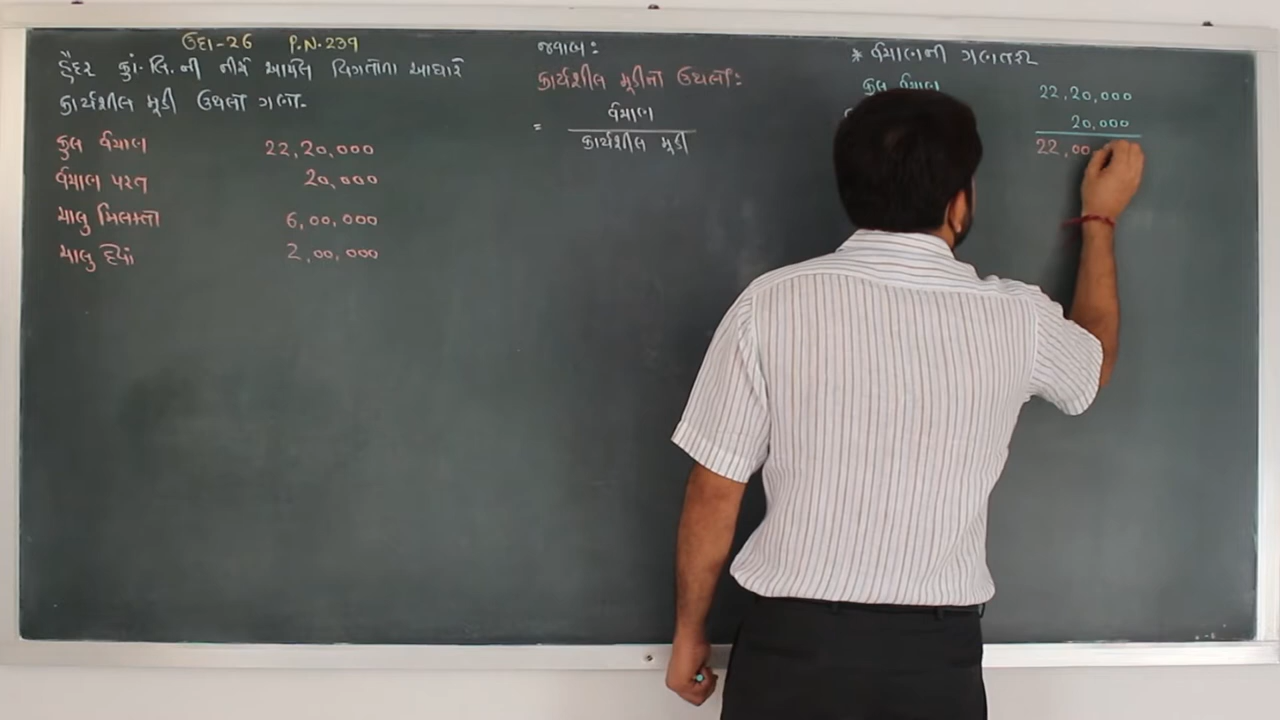 ઉદા-26 P.N.239
હૈદર કાં. લિ. ની નીચે આપેલ વિગતોના આધારે
કાર્યશીલ મૂડી ઉથલો ગણો.
કુલ વેચાણ 22,20,000
વેચાણ પરત 20,000
ચાલુ મિલકતો 6,00,000
ચાલુ દેવાં 2,00,000
જવાબ:
કાર્યશીલ મૂડીનો ઉથલો:
= વેચાણ
કાર્યશીલ મૂડી
* વેચાણની ગણતરી
કુલ વેચાણ 22,20,000
20,000
22,00